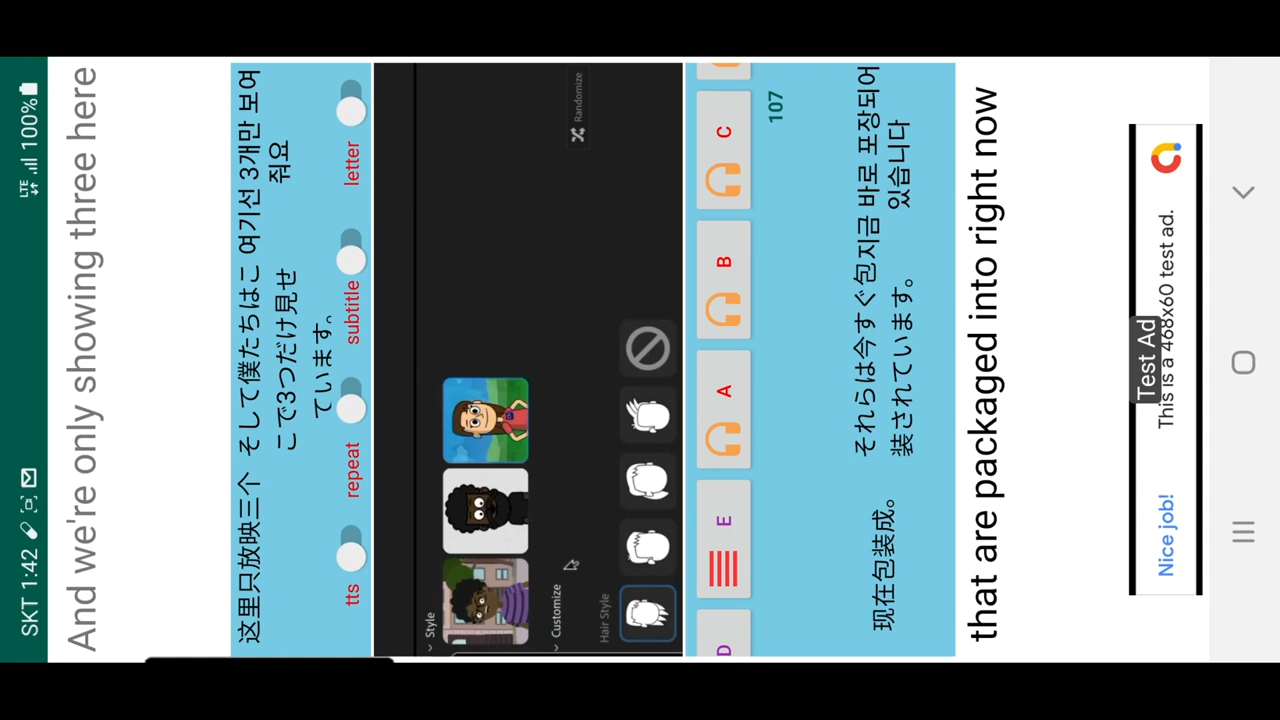 SKT 1:42
LTE 100%
And we're only showing three here
这里只放映三个
そして僕たちはこ
こで3つだけ見せ
ています。
여기선 3개만 보여
줘요
tts
repeat
subtitle
letter
Style
Customize
Randomize
Hair Style
D
E
A
B
C
107
现在包装成。
それらは今すぐ包
装されています。
지금 바로 포장되어
있습니다
that are packaged into right now
Test Ad
Nice job!
This is a 468x60 test ad.